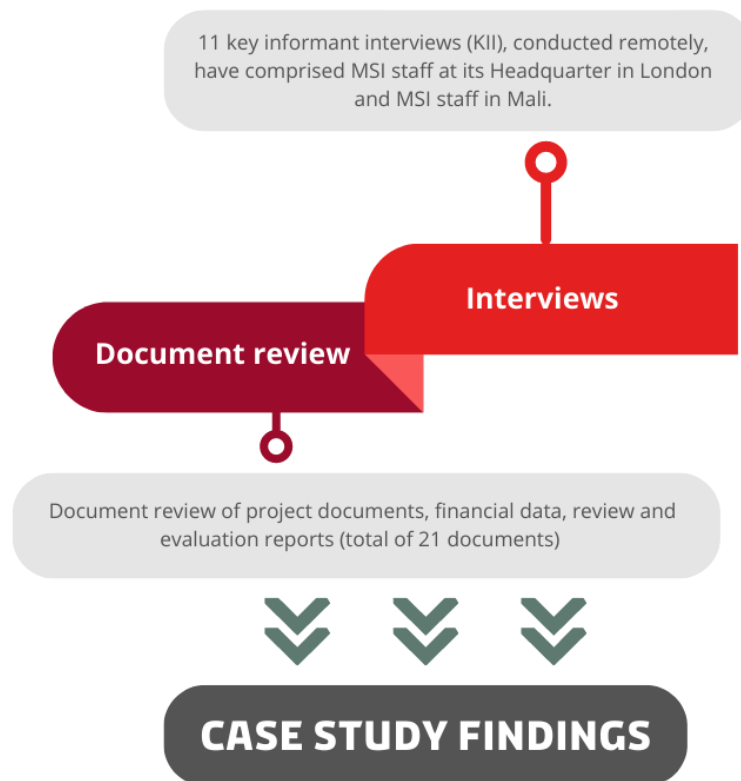 11 key informant interviews (KII), conducted remotely,
have comprised MSI staff at its Headquarter in London
and MSI staff in Mali.
Interviews
Document review
Document review of project documents, financial data, review and
evaluation reports (total of 21 documents)
CASE STUDY FINDINGS